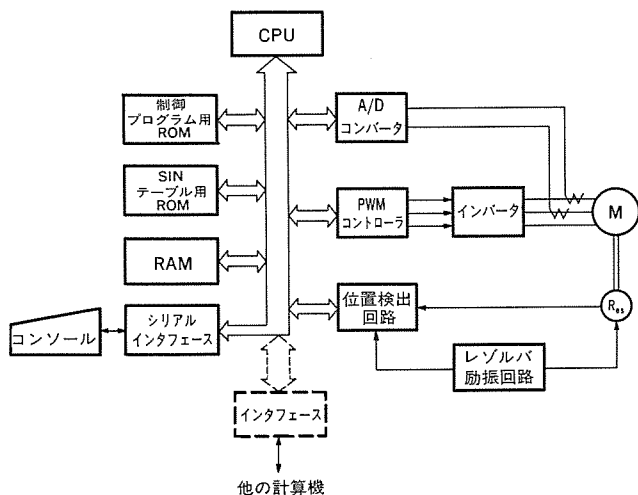 CPU
制御
プログラム用
ROM
A/D
コンバータ
SIN
テーブル用
ROM
PWM
コントローラ
インバータ
M
RAM
位置検出
回路
Res
コンソール
シリアル
インタフェース
レゾルバ
励振回路
インタフェース
他の計算機